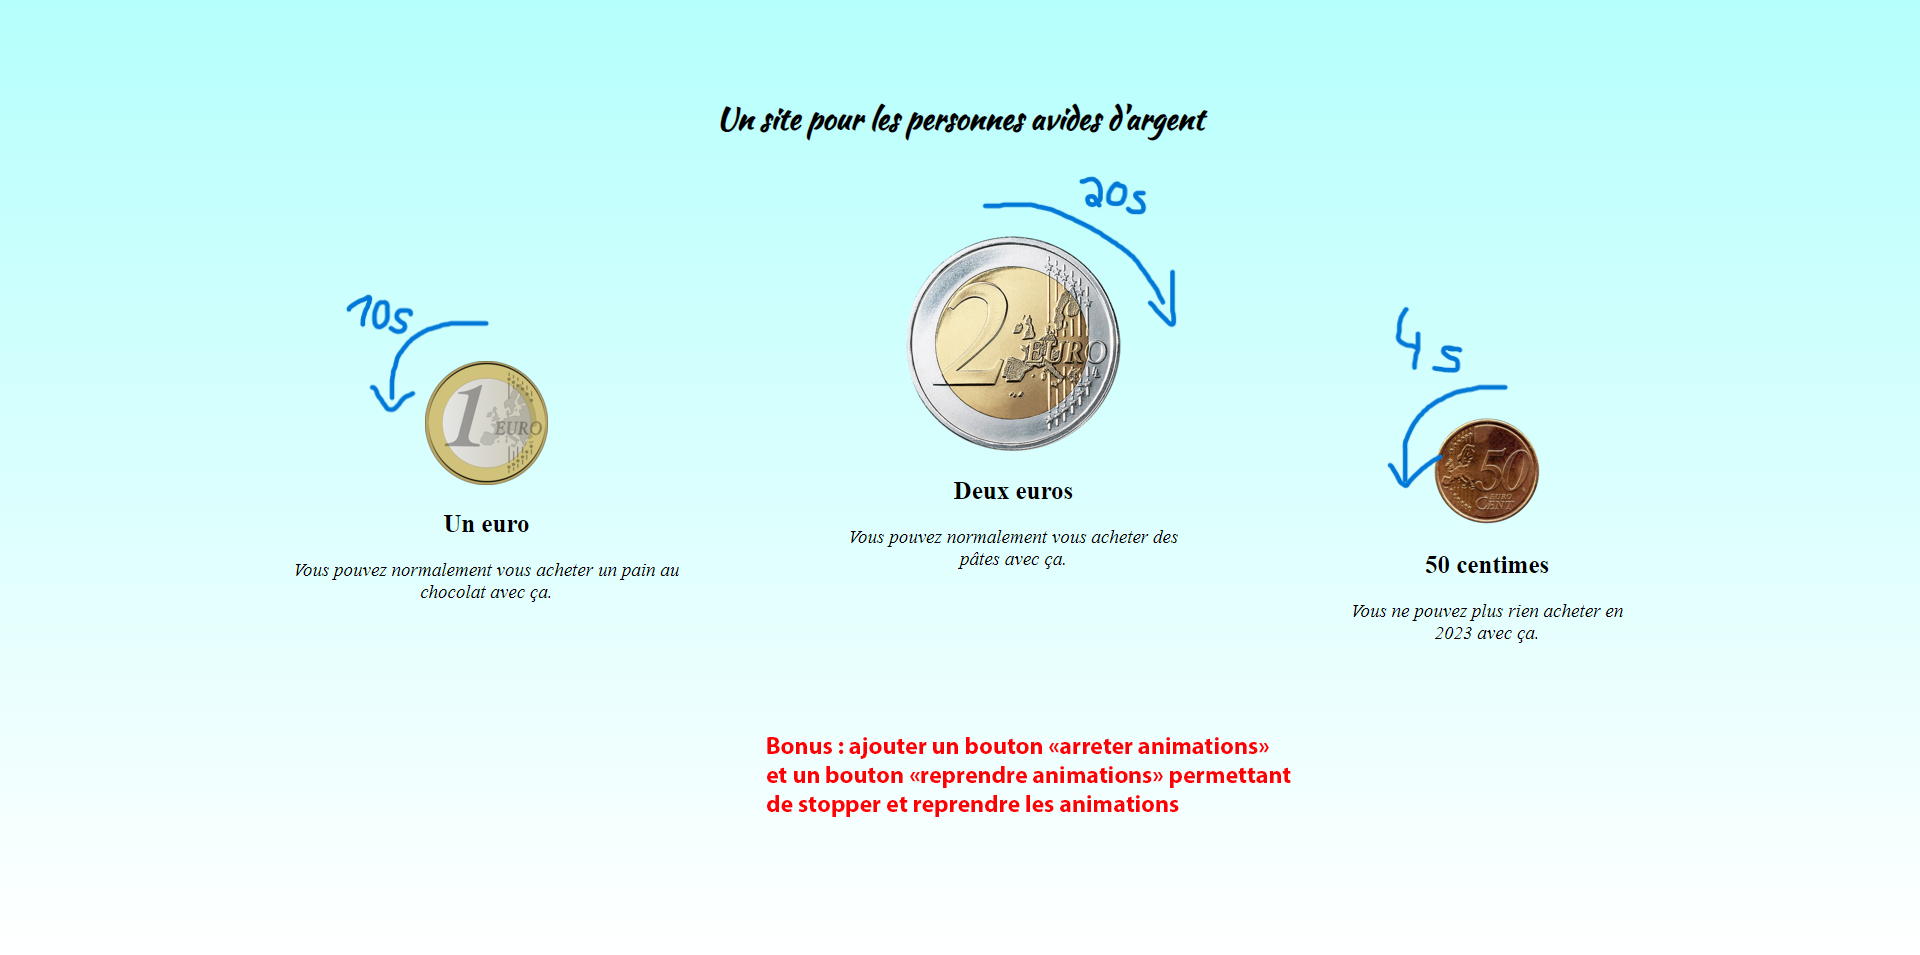 Un site pour les personnes avides d'argent
20s
10s
4s
2
EURO
1
EURO
50
EURO
CENT
Deux euros
Vous pouvez normalement vous acheter des
pâtes avec ça.
Un euro
Vous pouvez normalement vous acheter un pain au
chocolat avec ça.
50 centimes
Vous ne pouvez plus rien acheter en
2023 avec ça.
Bonus : ajouter un bouton «arreter animations»
et un bouton «reprendre animations» permettant
de stopper et reprendre les animations